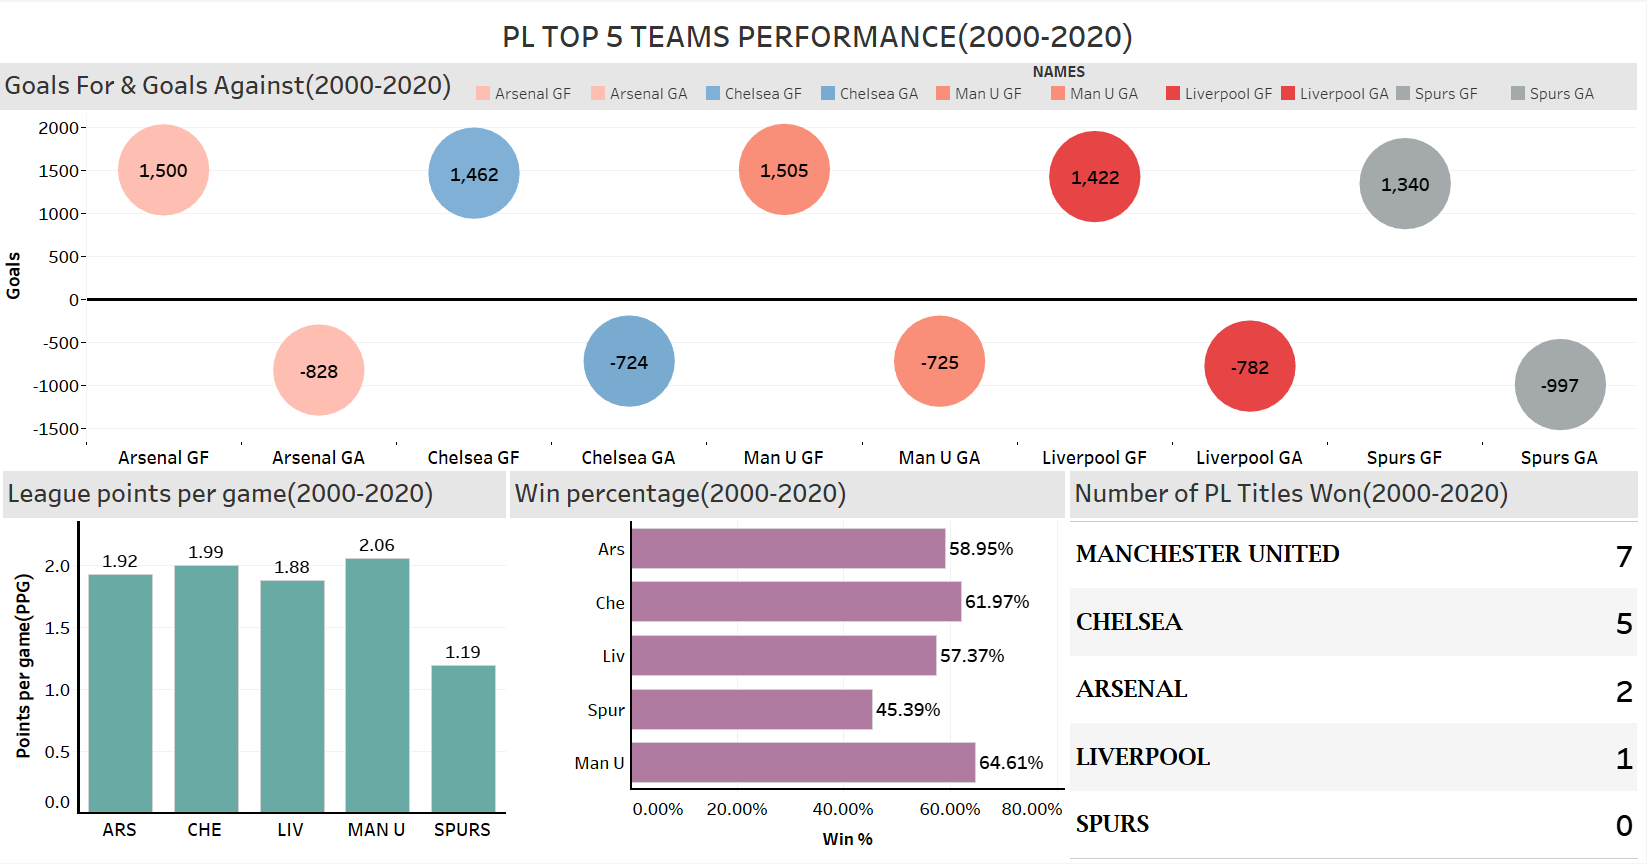 PL TOP 5 TEAMS PERFORMANCE(2000-2020)
Goals For & Goals Against(2000-2020)
NAMES
Arsenal GF Arsenal GA Chelsea GF Chelsea GA Man U GF Man U GA Liverpool GF Liverpool GA Spurs GF Spurs GA
Goals
2000
1500
1000
500
0
-500
-1000
-1500
1,500 1,462 1,505 1,422 1,340
-828 -724 -725 -782 -997
Arsenal GF Arsenal GA Chelsea GF Chelsea GA Man U GF Man U GA Liverpool GF Liverpool GA Spurs GF Spurs GA
League points per game(2000-2020)
Points per game(PPG)
2.0
1.5
1.0
0.5
0.0
1.92 1.99 1.88 2.06 1.19
ARS CHE LIV MAN U SPURS
Win percentage(2000-2020)
Ars 58.95%
Che 61.97%
Liv 57.37%
Spur 45.39%
Man U 64.61%
0.00% 20.00% 40.00% 60.00% 80.00%
Win %
Number of PL Titles Won(2000-2020)
MANCHESTER UNITED 7
CHELSEA 5
ARSENAL 2
LIVERPOOL 1
SPURS 0